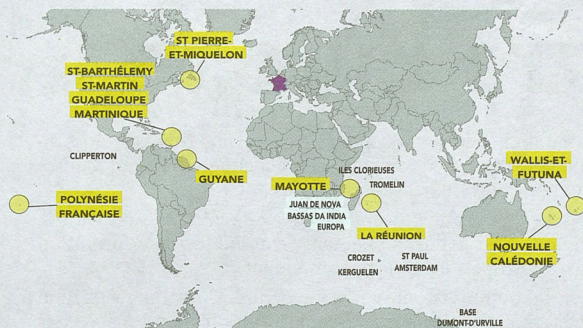 ST PIERRE-
ET-MIQUELON
ST-BARTHÉLEMY
ST-MARTIN
GUADELOUPE
MARTINIQUE
CLIPPERTON
GUYANE
POLYNÉSIE
FRANÇAISE
ILES GLORIEUSES
MAYOTTE
TROMELIN
JUAN DE NOVA
BASSAS DA INDIA
EUROPA
LA RÉUNION
WALLIS-ET-
FUTUNA
NOUVELLE
CALÉDONIE
CROZET
KERGUELEN
ST PAUL
AMSTERDAM
BASE
DUMONT-D'URVILLE